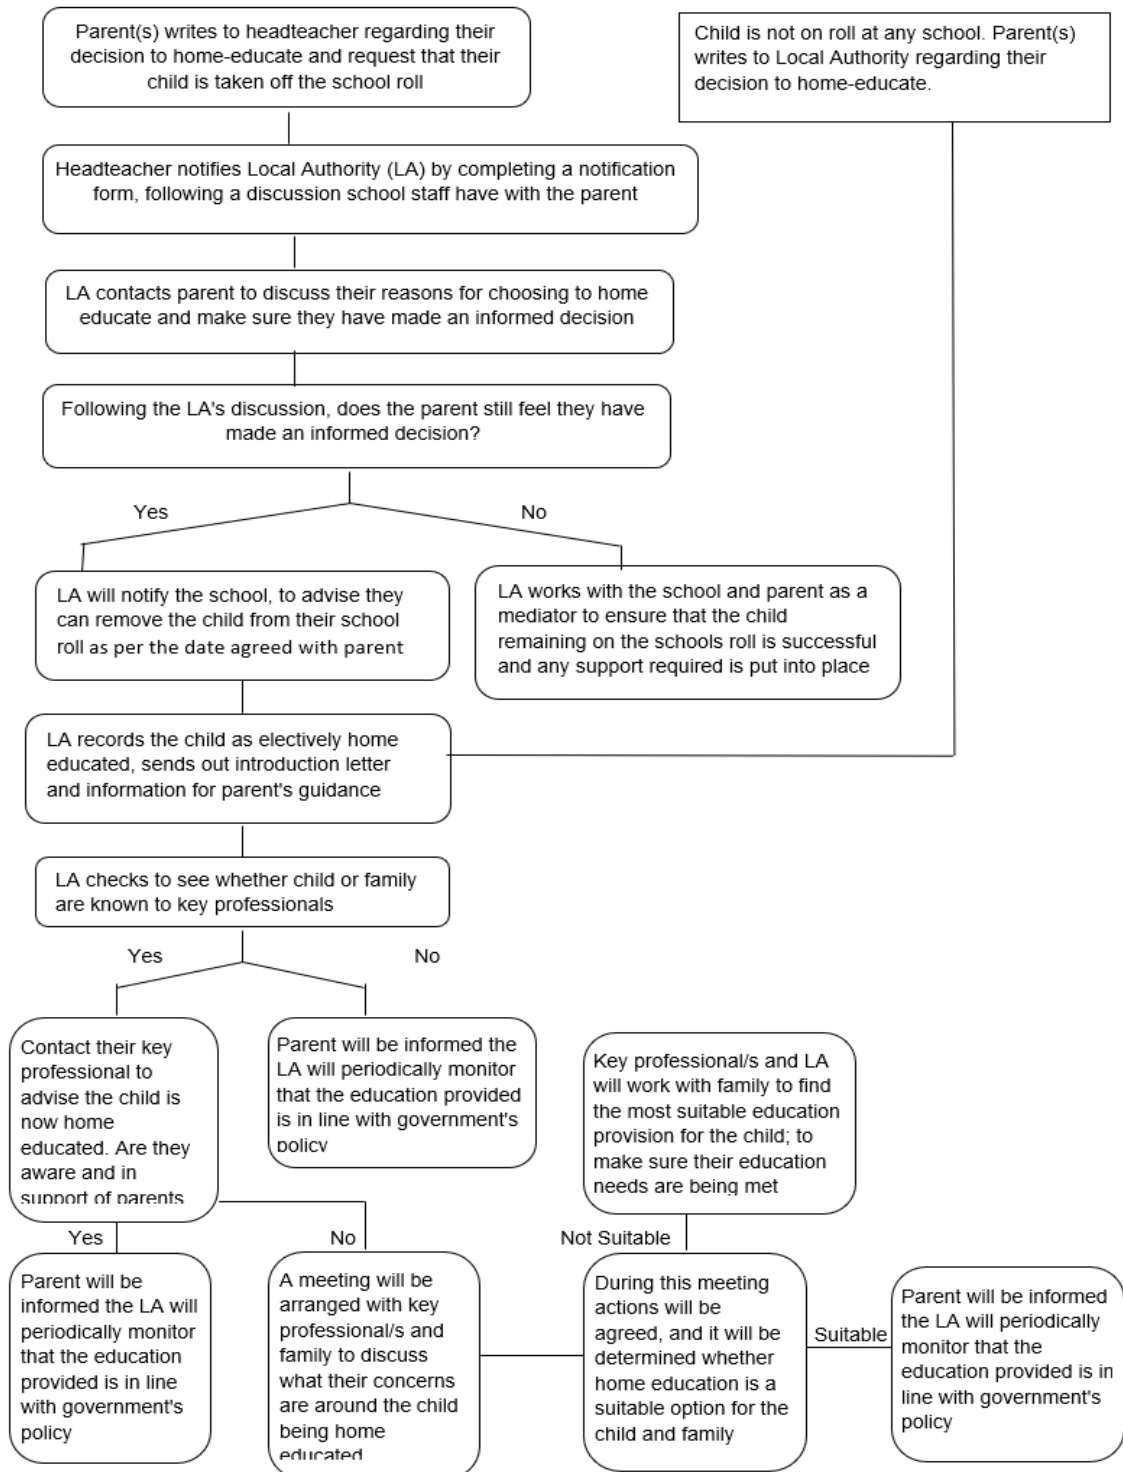 Parent(s) writes to headteacher regarding their
decision to home-educate and request that their
child is taken off the school roll
Child is not on roll at any school. Parent(s)
writes to Local Authority regarding their
decision to home-educate.
Headteacher notifies Local Authority (LA) by completing a notification
form, following a discussion school staff have with the parent
LA contacts parent to discuss their reasons for choosing to home
educate and make sure they have made an informed decision
Following the LA's discussion, does the parent still feel they have
made an informed decision?
Yes
No
LA will notify the school, to advise they
can remove the child from their school
roll as per the date agreed with parent
LA works with the school and parent as a
mediator to ensure that the child
remaining on the schools roll is successful
and any support required is put into place
LA records the child as electively home
educated, sends out introduction letter
and information for parent's guidance
LA checks to see whether child or family
are known to key professionals
Yes
No
Contact their key
professional to
advise the child is
now home
educated. Are they
aware and in
support of parents
Parent will be informed the
LA will periodically monitor
that the education provided
is in line with government's
policy
Key professional/s and LA
will work with family to find
the most suitable education
provision for the child; to
make sure their education
needs are being met
Yes
No
Not Suitable
Parent will be
informed the LA will
periodically monitor
that the education
provided is in line
with government's
policy
A meeting will be
arranged with key
professional/s and
family to discuss
what their concerns
are around the child
being home
educated
During this meeting
actions will be
agreed, and it will be
determined whether
home education is a
suitable option for the
child and family
Suitable
Parent will be informed
the LA will periodically
monitor that the
education provided is in
line with government's
policy